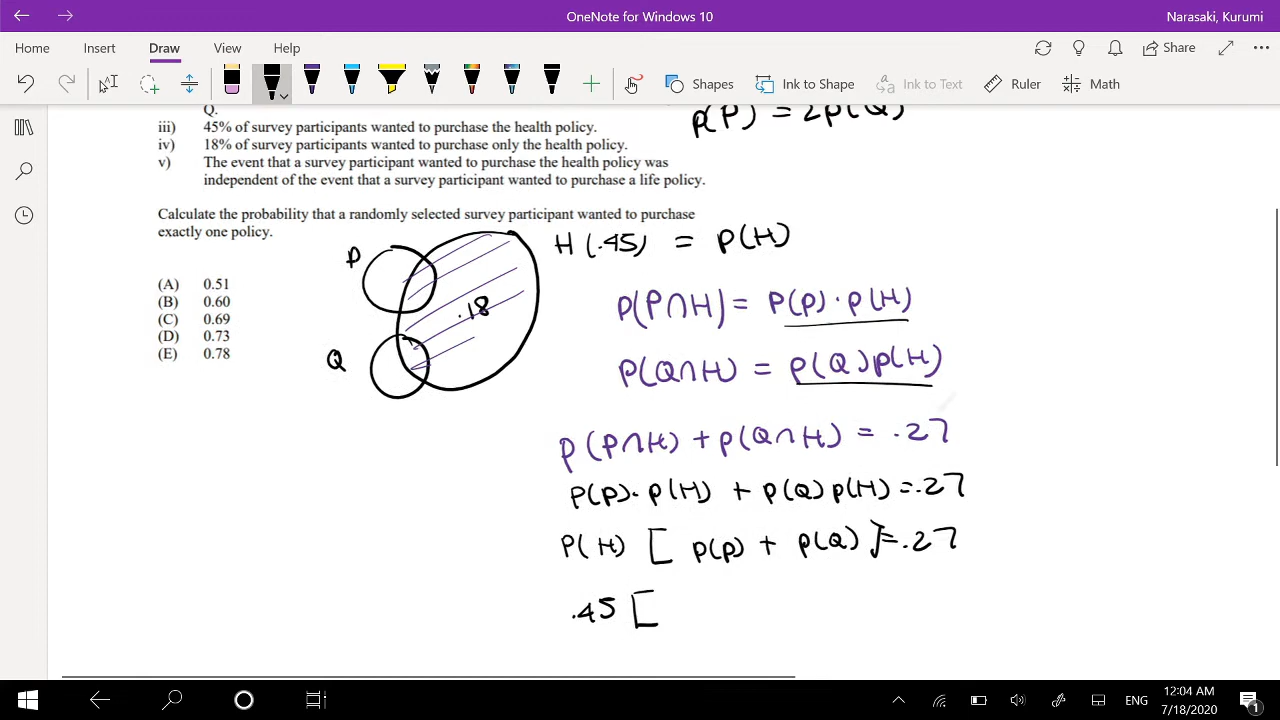 OneNote for Windows 10
Narasaki, Kurumi
Home Insert Draw View Help
Share
Shapes Ink to Shape Ink to Text Ruler Math
Q.
iii) 45% of survey participants wanted to purchase the health policy.
iv) 18% of survey participants wanted to purchase only the health policy.
v) The event that a survey participant wanted to purchase the health policy was
independent of the event that a survey participant wanted to purchase a life policy.
P(P) = 2P(Q)
Calculate the probability that a randomly selected survey participant wanted to purchase
exactly one policy.
(A) 0.51
(B) 0.60
(C) 0.69
(D) 0.73
(E) 0.78
P
Q
.18
H (.45) = P(H)
P(P∩H) = P(P)·P(H)
P(Q∩H) = P(Q)P(H)
P(P∩H) + P(Q∩H) = .27
P(P)·P(H) + P(Q)P(H) = .27
P(H) [ P(P) + P(Q) ] = .27
.45 [
ENG
12:04 AM
7/18/2020
1